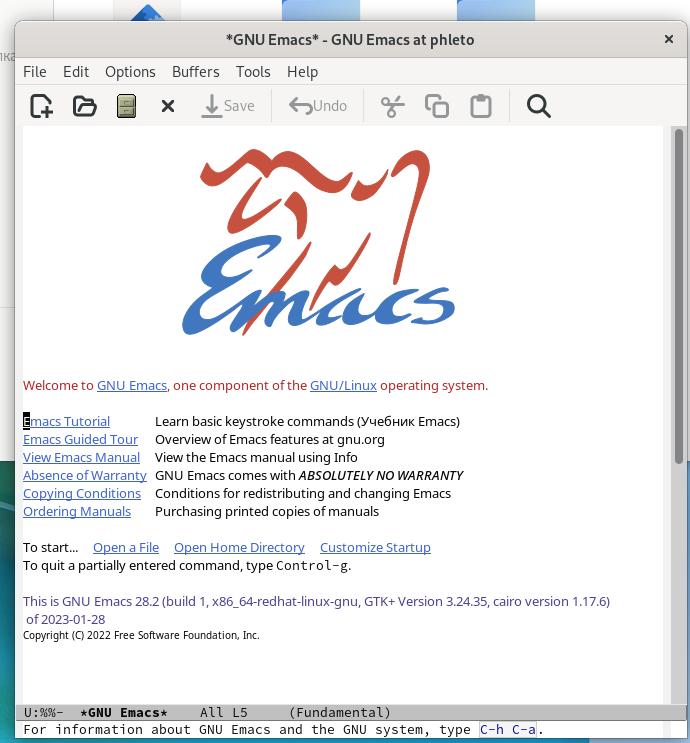 *GNU Emacs* - GNU Emacs at phleto
File Edit Options Buffers Tools Help
Save Undo
Emacs
Welcome to GNU Emacs, one component of the GNU/Linux operating system.
Emacs Tutorial Learn basic keystroke commands (Учебник Emacs)
Emacs Guided Tour Overview of Emacs features at gnu.org
View Emacs Manual View the Emacs manual using Info
Absence of Warranty GNU Emacs comes with ABSOLUTELY NO WARRANTY
Copying Conditions Conditions for redistributing and changing Emacs
Ordering Manuals Purchasing printed copies of manuals
To start... Open a File Open Home Directory Customize Startup
To quit a partially entered command, type Control-g.
This is GNU Emacs 28.2 (build 1, x86_64-redhat-linux-gnu, GTK+ Version 3.24.35, cairo version 1.17.6)
of 2023-01-28
Copyright (C) 2022 Free Software Foundation, Inc.
U:%%- *GNU Emacs* All L5 (Fundamental)
For information about GNU Emacs and the GNU system, type C-h C-a.